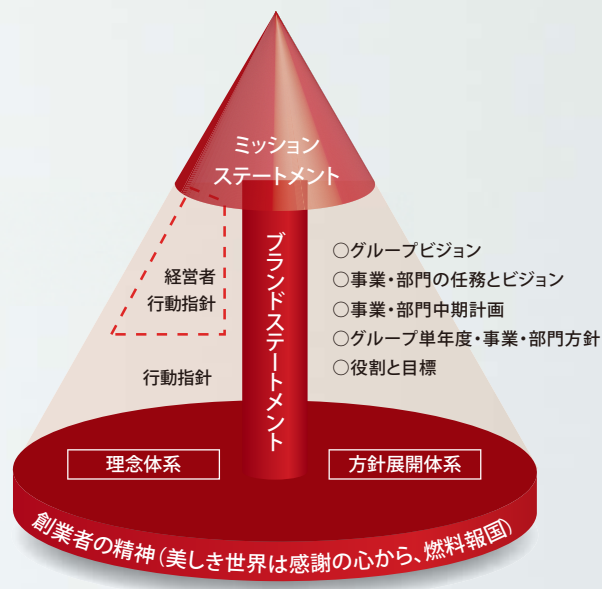 ミッション
ステートメント
ブランドステートメント
経営者
行動指針
行動指針
○グループビジョン
○事業・部門の任務とビジョン
○事業・部門中期計画
○グループ単年度・事業・部門方針
○役割と目標
理念体系
方針展開体系
創業者の精神(美しき世界は感謝の心から、燃料報国)